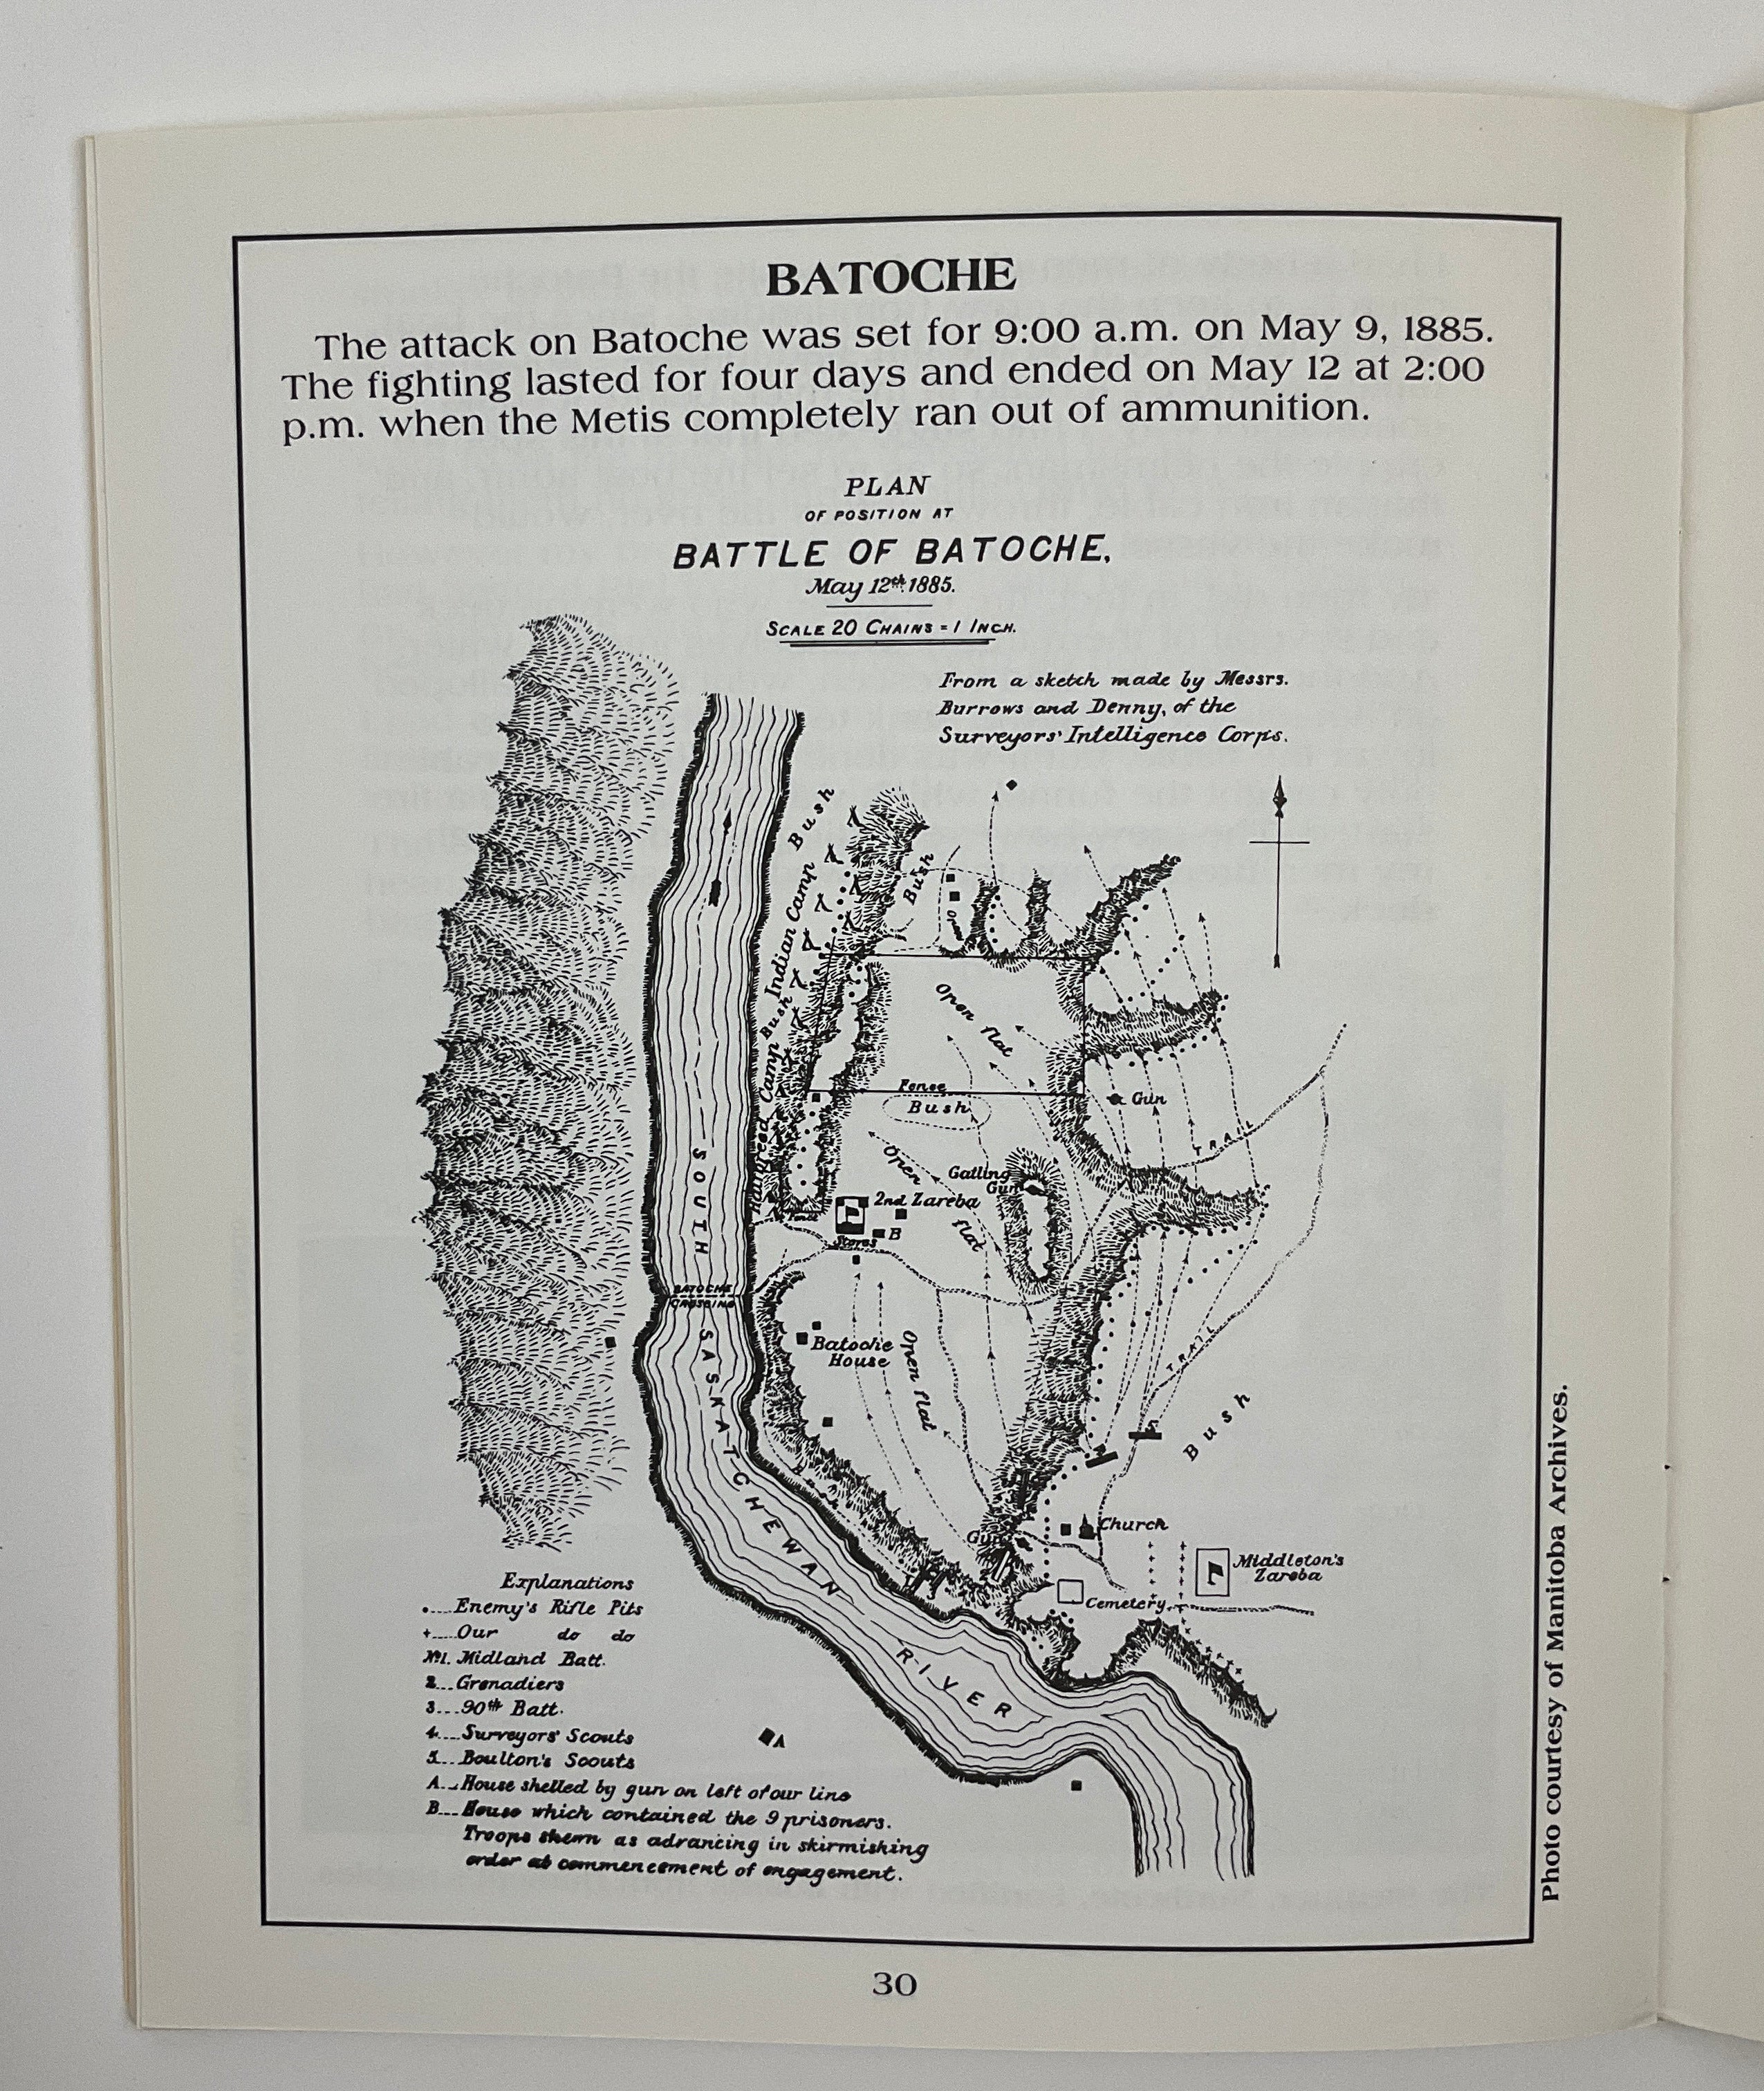 BATOCHE
The attack on Batoche was set for 9:00 a.m. on May 9, 1885.
The fighting lasted for four days and ended on May 12 at 2:00
p.m. when the Metis completely ran out of ammunition.
PLAN
OF POSITION AT
BATTLE OF BATOCHE,
May 12th 1885.
SCALE 20 CHAINS = 1 INCH.
From a sketch made by Messrs.
Burrows and Denny, of the
Surveyors' Intelligence Corps.
Bush
Bush
Indian Camp
Bush
Camp
Open flat
Fence
Bush
Gun
TRAIL
Open flat
Gatling
Gun
2nd Zareba
B
Stores
SOUTH
BATOCHE
CROSSING
SASKATCHEWAN
RIVER
Batoche
House
Open flat
TRAIL
Bush
Church
Gun
Middleton's
Zareba
Cemetery
Explanations
.....Enemy's Rifle Pits
+....Our do do
No1. Midland Batt.
2...Grenadiers
3...90th Batt.
4....Surveyors' Scouts
5...Boulton's Scouts
A...House shelled by gun on left of our line
B...House which contained the 9 prisoners.
Troops shewn as advancing in skirmishing
order at commencement of engagement.
A
Photo courtesy of Manitoba Archives.
30